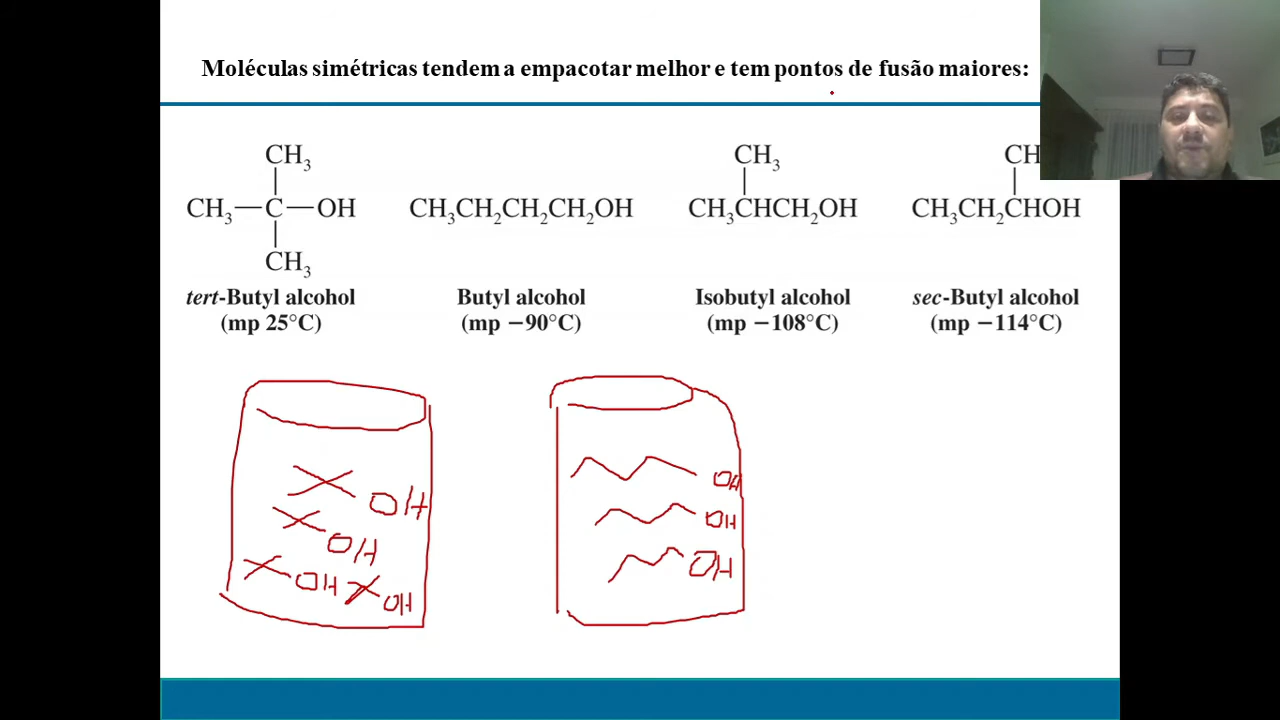 Moléculas simétricas tendem a empacotar melhor e tem pontos de fusão maiores:
CH₃
CH₃—C—OH
CH₃
tert-Butyl alcohol
(mp 25°C)
CH₃CH₂CH₂CH₂OH
Butyl alcohol
(mp −90°C)
CH₃
CH₃CHCH₂OH
Isobutyl alcohol
(mp −108°C)
CH
CH₃CH₂CHOH
sec-Butyl alcohol
(mp −114°C)
OH
OH
OH
OH
OH
OH
OH